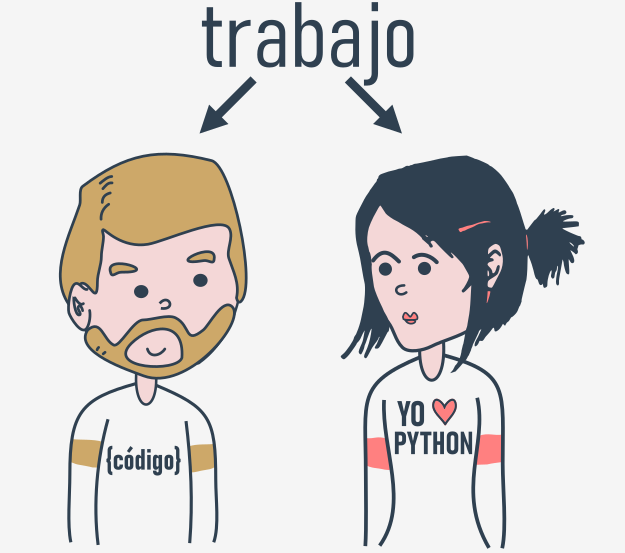 trabajo
{código}
YO ❤
PYTHON